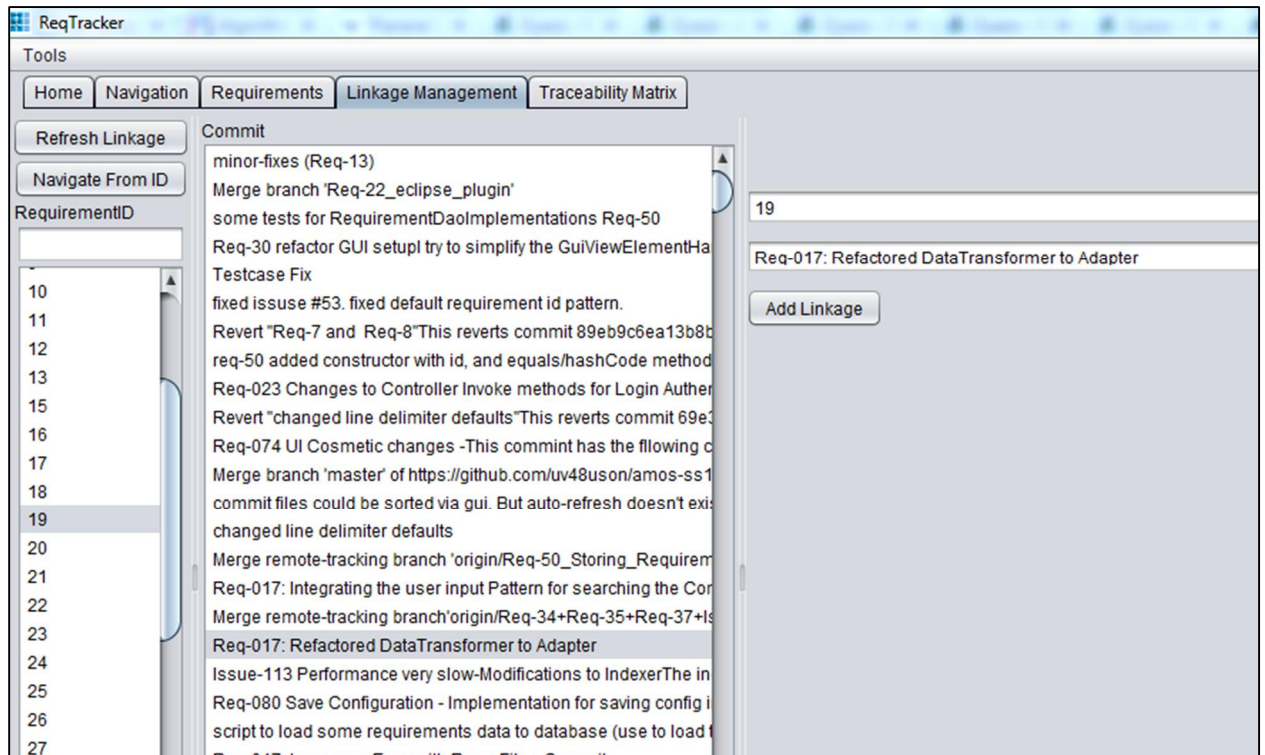 ReqTracker
Tools
Home Navigation Requirements Linkage Management Traceability Matrix
Refresh Linkage
Navigate From ID
RequirementID
10
11
12
13
15
16
17
18
19
20
21
22
23
24
25
26
27
Commit
minor-fixes (Req-13)
Merge branch 'Req-22_eclipse_plugin'
some tests for RequirementDaoImplementations Req-50
Req-30 refactor GUI setupI try to simplify the GuiViewElementHa
Testcase Fix
fixed issuse #53. fixed default requirement id pattern.
Revert "Req-7 and Req-8"This reverts commit 89eb9c6ea13b8b
req-50 added constructor with id, and equals/hashCode method
Req-023 Changes to Controller Invoke methods for Login Auther
Revert "changed line delimiter defaults"This reverts commit 69e3
Req-074 UI Cosmetic changes -This commint has the fllowing c
Merge branch 'master' of https://github.com/uv48uson/amos-ss1
commit files could be sorted via gui. But auto-refresh doesn't exi
changed line delimiter defaults
Merge remote-tracking branch 'origin/Req-50_Storing_Requirem
Req-017: Integrating the user input Pattern for searching the Cor
Merge remote-tracking branch'origin/Req-34+Req-35+Req-37+Is
Req-017: Refactored DataTransformer to Adapter
Issue-113 Performance very slow-Modifications to IndexerThe in
Req-080 Save Configuration - Implementation for saving config i
script to load some requirements data to database (use to load t
19
Req-017: Refactored DataTransformer to Adapter
Add Linkage